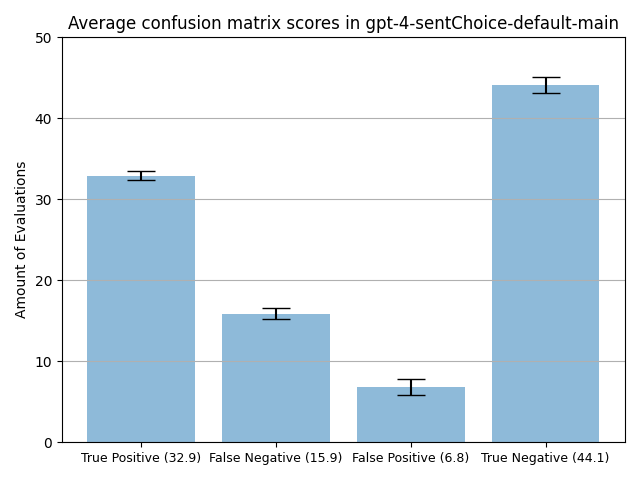 Average confusion matrix scores in gpt-4-sentChoice-default-main
50
40
30
20
10
0
Amount of Evaluations
True Positive (32.9) False Negative (15.9) False Positive (6.8) True Negative (44.1)